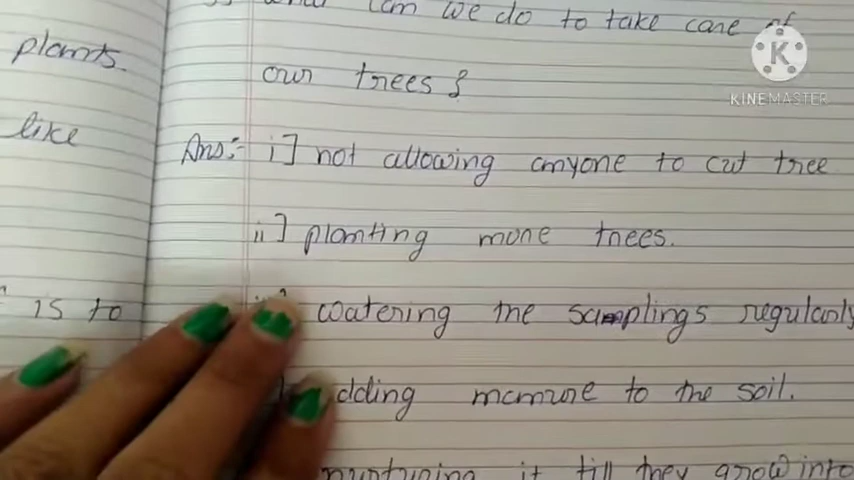 plants.
like
is to
can we do to take care of
our trees?
Ans:- i] not allowing anyone to cut tree
ii] planting more trees.
watering the samplings regularly
adding manure to the soil.
nurturing it till they grow into
K
KINEMASTER